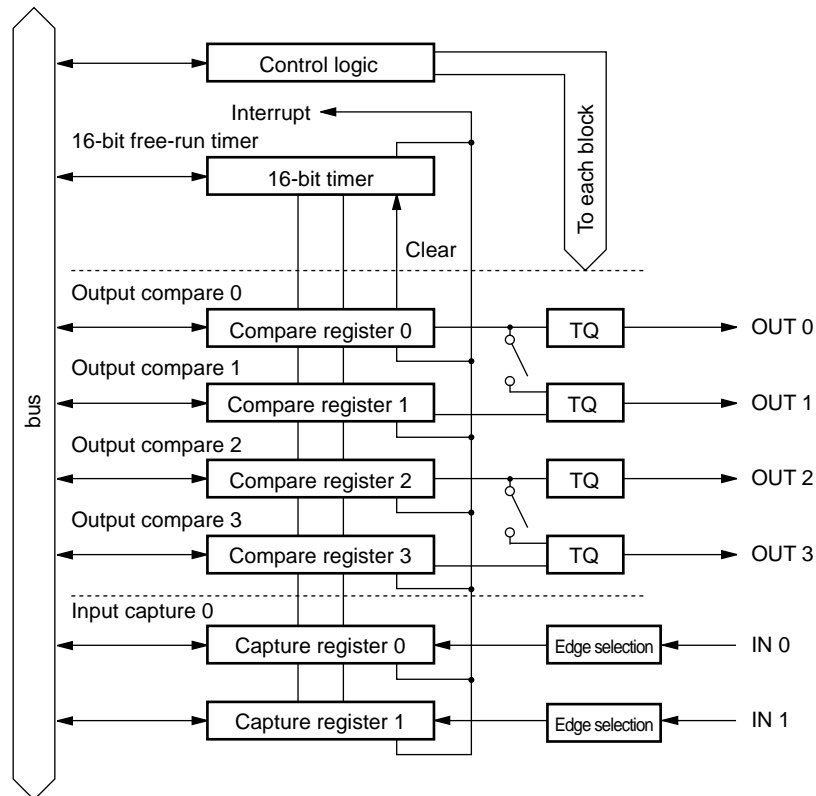 Control logic
Interrupt
16-bit free-run timer
16-bit timer
To each block
Clear
bus
Output compare 0
Compare register 0
TQ
OUT 0
Output compare 1
Compare register 1
TQ
OUT 1
Output compare 2
Compare register 2
TQ
OUT 2
Output compare 3
Compare register 3
TQ
OUT 3
Input capture 0
Capture register 0
Edge selection
IN 0
Capture register 1
Edge selection
IN 1